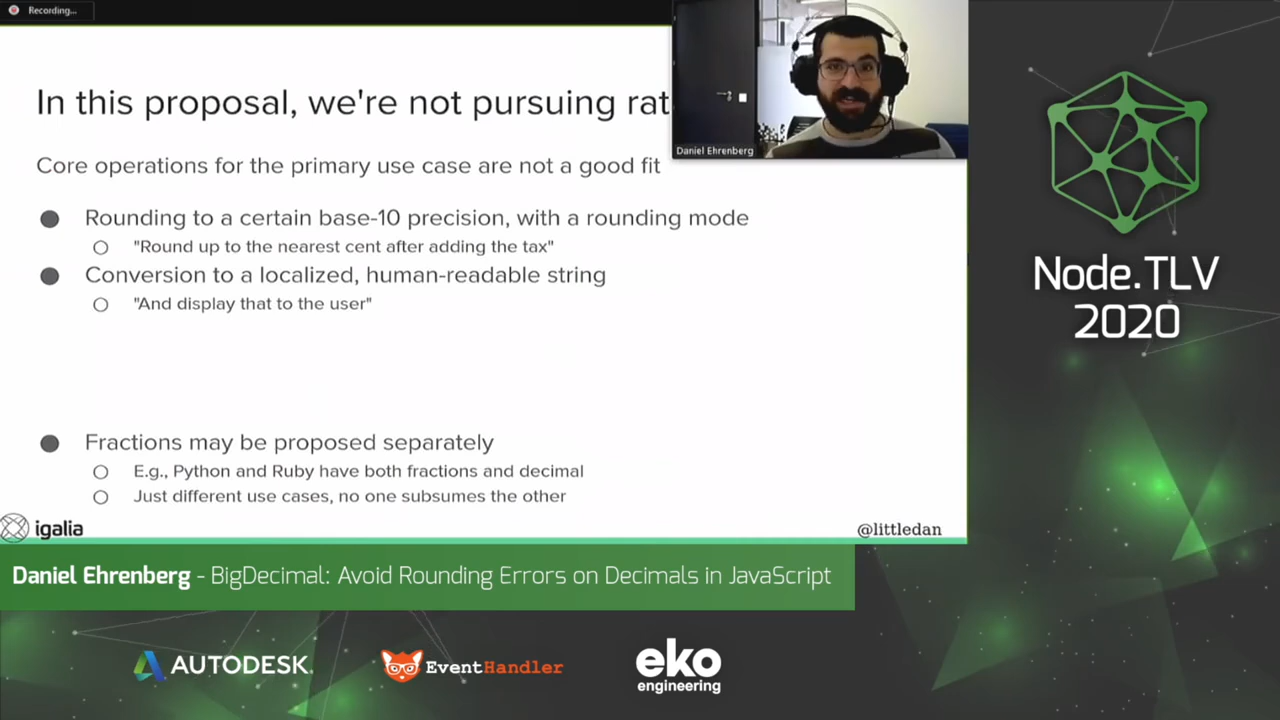 Recording...
In this proposal, we're not pursuing rat
Core operations for the primary use case are not a good fit
Rounding to a certain base-10 precision, with a rounding mode
"Round up to the nearest cent after adding the tax"
Conversion to a localized, human-readable string
"And display that to the user"
Fractions may be proposed separately
E.g., Python and Ruby have both fractions and decimal
Just different use cases, no one subsumes the other
igalia
@littledan
Daniel Ehrenberg
Node.TLV
2020
Daniel Ehrenberg - BigDecimal: Avoid Rounding Errors on Decimals in JavaScript
AUTODESK.
EventHandler
eko
engineering